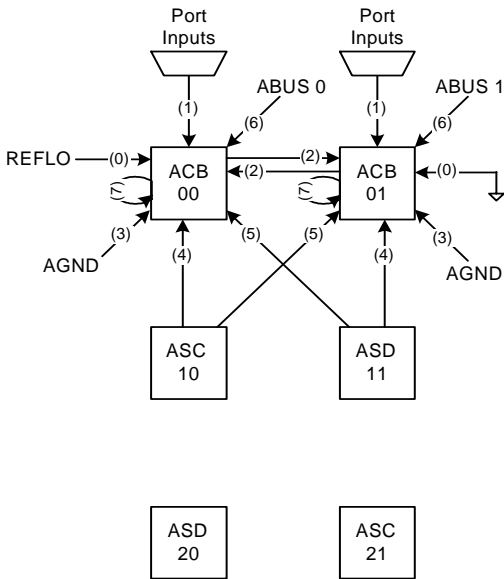 Port
Inputs
Port
Inputs
(1)
ABUS 0
(6)
(1)
ABUS 1
(6)
REFLO
(0)
ACB
00
(2)
(2)
ACB
01
(0)
(7)
(7)
(3)
AGND
(4)
(5)
(5)
(4)
(3)
AGND
ASC
10
ASD
11
ASD
20
ASC
21